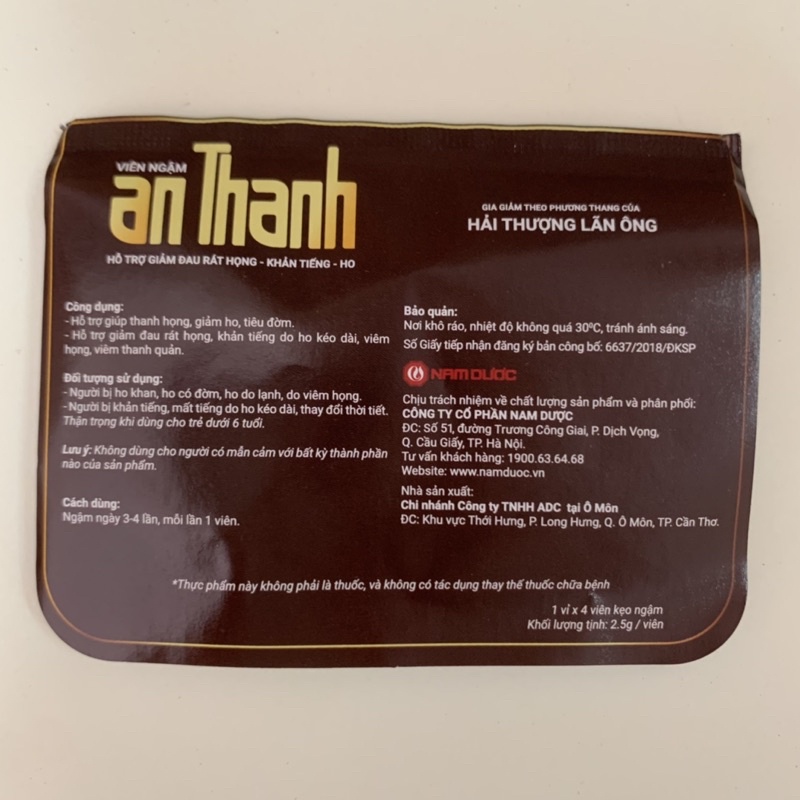 VIÊN NGẬM
an Thanh
HỖ TRỢ GIẢM ĐAU RÁT HỌNG - KHẢN TIẾNG - HO
GIA GIẢM THEO PHƯƠNG THANG CỦA
HẢI THƯỢNG LÃN ÔNG
Công dụng:
- Hỗ trợ giúp thanh họng, giảm ho, tiêu đờm.
- Hỗ trợ giảm đau rát họng, khản tiếng do ho kéo dài, viêm
họng, viêm thanh quản.
Đối tượng sử dụng:
- Người bị ho khan, ho có đờm, ho do lạnh, do viêm họng.
- Người bị khản tiếng, mất tiếng do ho kéo dài, thay đổi thời tiết.
Thận trọng khi dùng cho trẻ dưới 6 tuổi.
Lưu ý: Không dùng cho người có mẫn cảm với bất kỳ thành phần
nào của sản phẩm.
Cách dùng:
Ngậm ngày 3-4 lần, mỗi lần 1 viên.
Bảo quản:
Nơi khô ráo, nhiệt độ không quá 30ºC, tránh ánh sáng.
Số Giấy tiếp nhận đăng ký bản công bố: 6637/2018/ĐKSP
NAM DƯỢC
Chịu trách nhiệm về chất lượng sản phẩm và phân phối:
CÔNG TY CỔ PHẦN NAM DƯỢC
ĐC: Số 51, đường Trương Công Giai, P. Dịch Vọng,
Q. Cầu Giấy, TP. Hà Nội.
Tư vấn khách hàng: 1900.63.64.68
Website: www.namduoc.vn
Nhà sản xuất:
Chi nhánh Công ty TNHH ADC tại Ô Môn
ĐC: Khu vực Thới Hưng, P. Long Hưng, Q. Ô Môn, TP. Cần Thơ.
*Thực phẩm này không phải là thuốc, và không có tác dụng thay thế thuốc chữa bệnh
1 vỉ x 4 viên kẹo ngậm
Khối lượng tịnh: 2.5g / viên